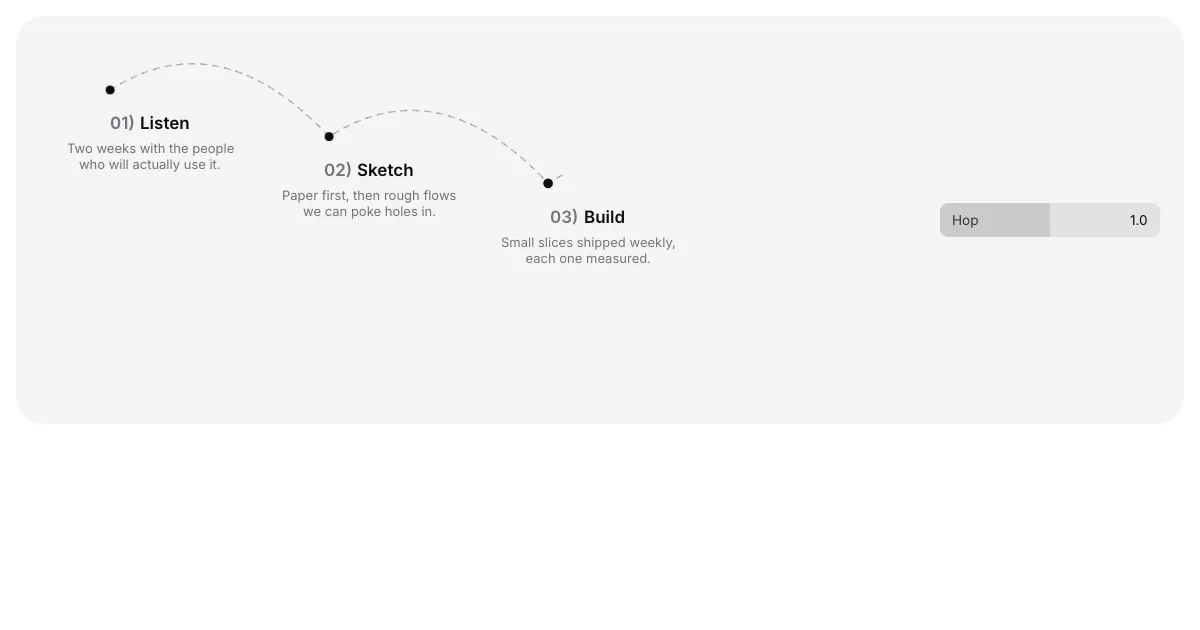 01) Listen
Two weeks with the people
who will actually use it.
02) Sketch
Paper first, then rough flows
we can poke holes in.
03) Build
Small slices shipped weekly,
each one measured.
Hop 1.0